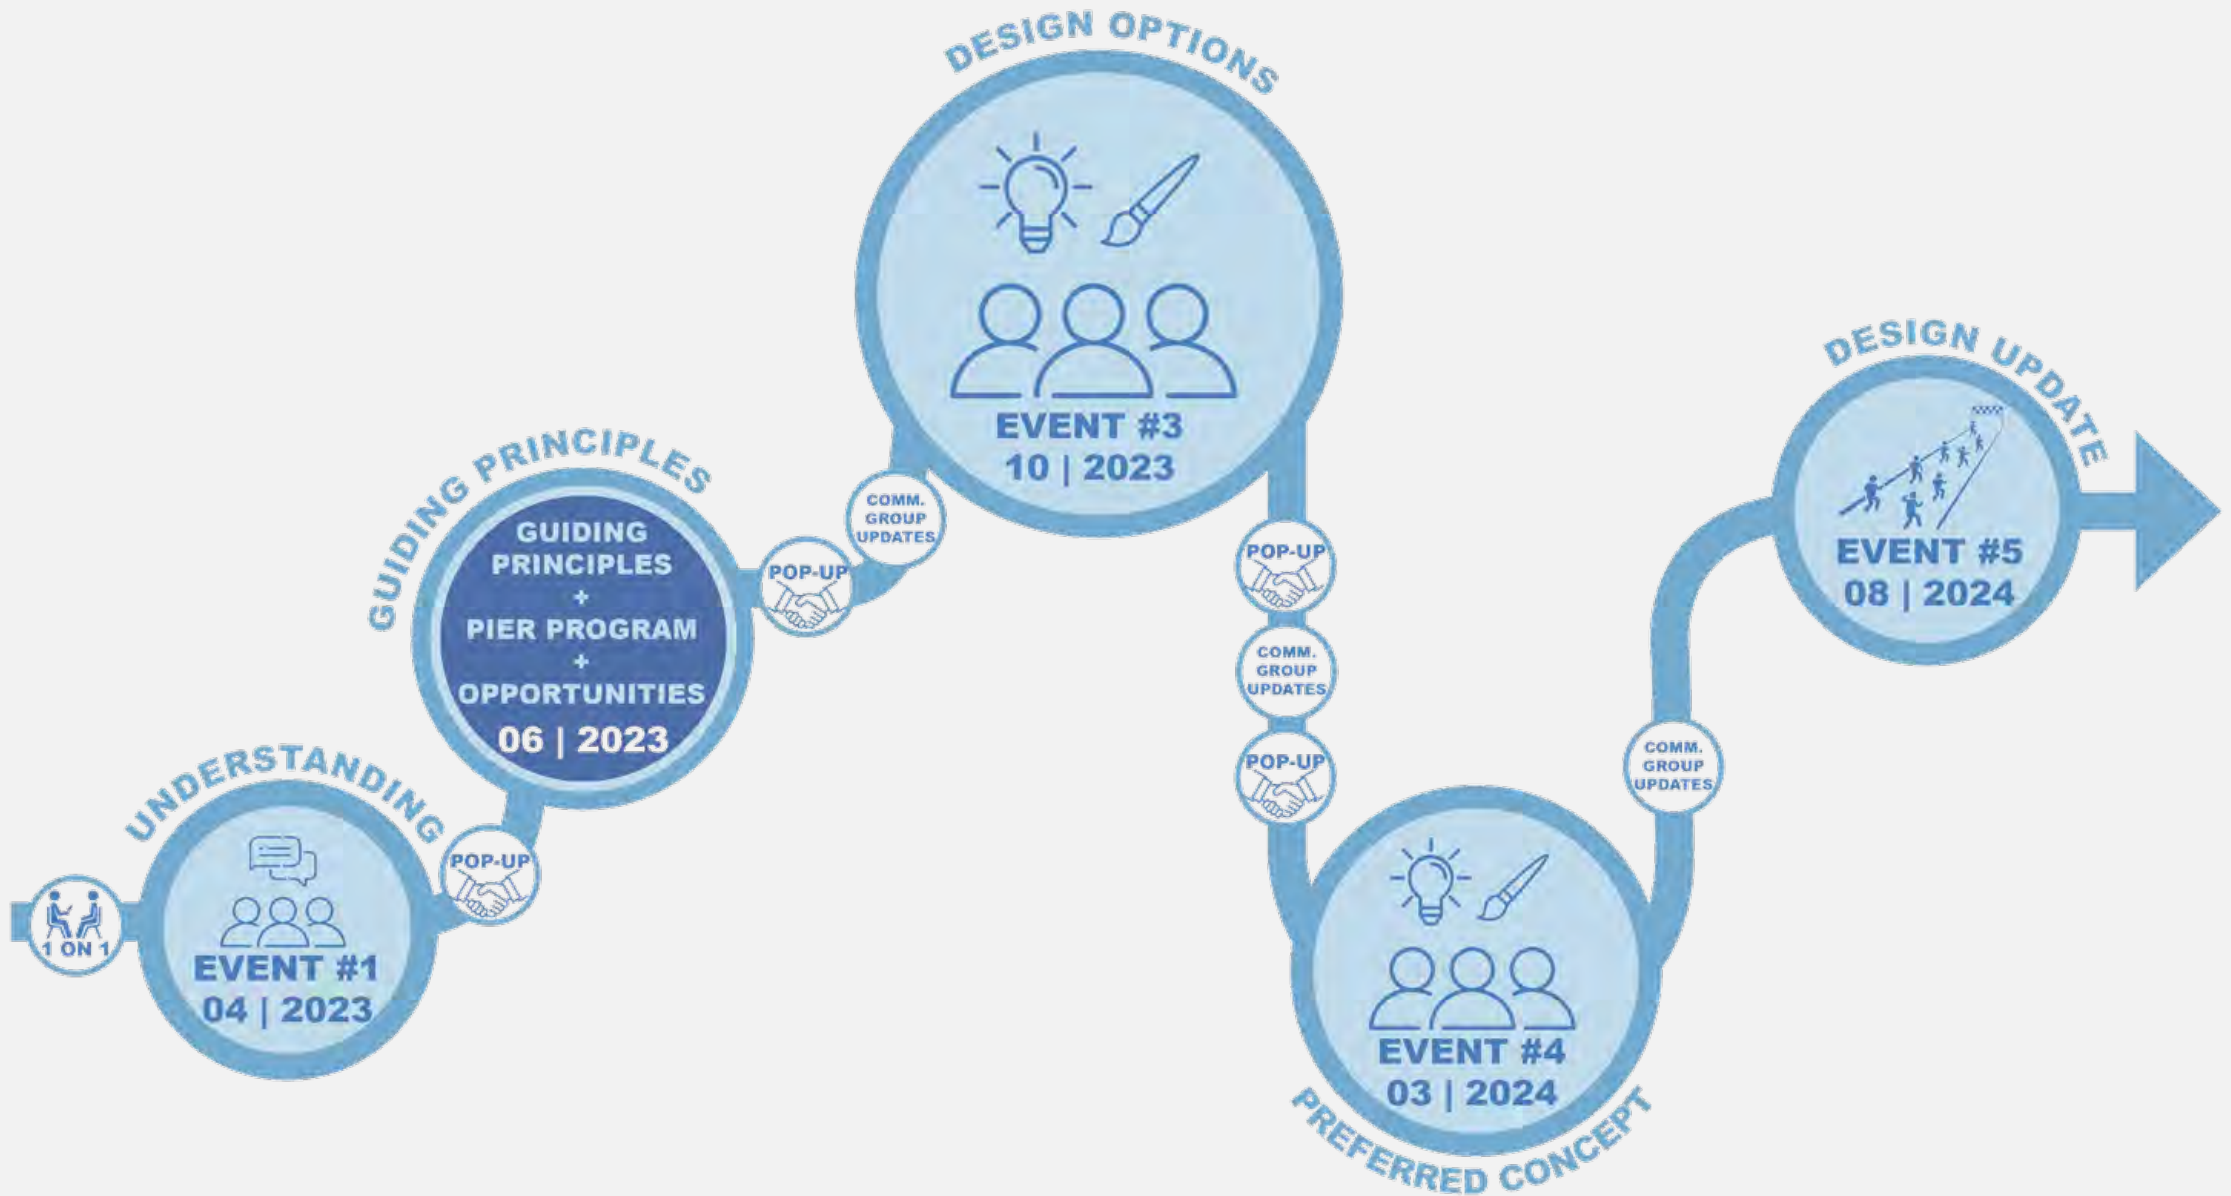 1 ON 1
UNDERSTANDING
EVENT #1
04 | 2023
POP-UP
GUIDING PRINCIPLES
GUIDING
PRINCIPLES
+
PIER PROGRAM
+
OPPORTUNITIES
06 | 2023
POP-UP
COMM.
GROUP
UPDATES
DESIGN OPTIONS
EVENT #3
10 | 2023
POP-UP
COMM.
GROUP
UPDATES
POP-UP
EVENT #4
03 | 2024
PREFERRED CONCEPT
COMM.
GROUP
UPDATES
DESIGN UPDATE
EVENT #5
08 | 2024